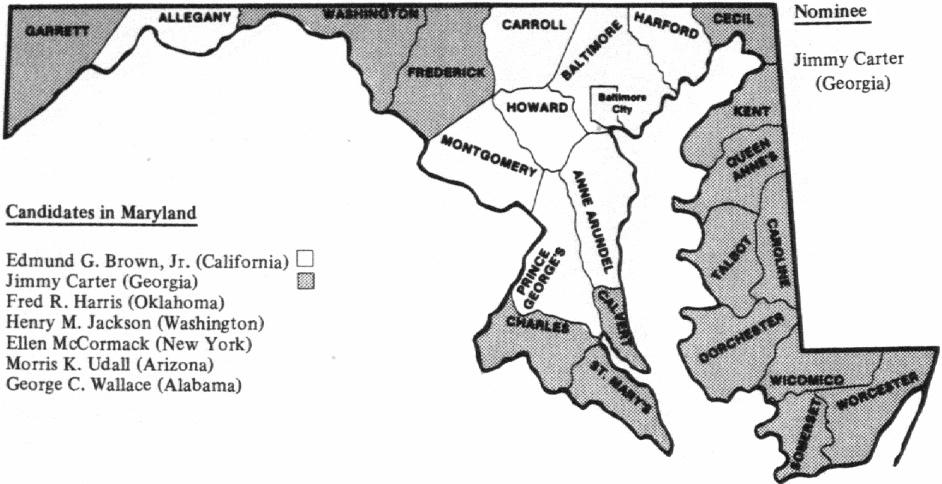 GARRETT
ALLEGANY
WASHINGTON
FREDERICK
CARROLL
BALTIMORE
HARFORD
CECIL
Baltimore
City
HOWARD
MONTGOMERY
KENT
QUEEN
ANNE'S
ANNE ARUNDEL
PRINCE
GEORGE'S
CALVERT
CHARLES
ST. MARY'S
TALBOT
CAROLINE
DORCHESTER
WICOMICO
WORCESTER
SOMERSET
Nominee
Jimmy Carter
(Georgia)
Candidates in Maryland
Edmund G. Brown, Jr. (California)
Jimmy Carter (Georgia)
Fred R. Harris (Oklahoma)
Henry M. Jackson (Washington)
Ellen McCormack (New York)
Morris K. Udall (Arizona)
George C. Wallace (Alabama)